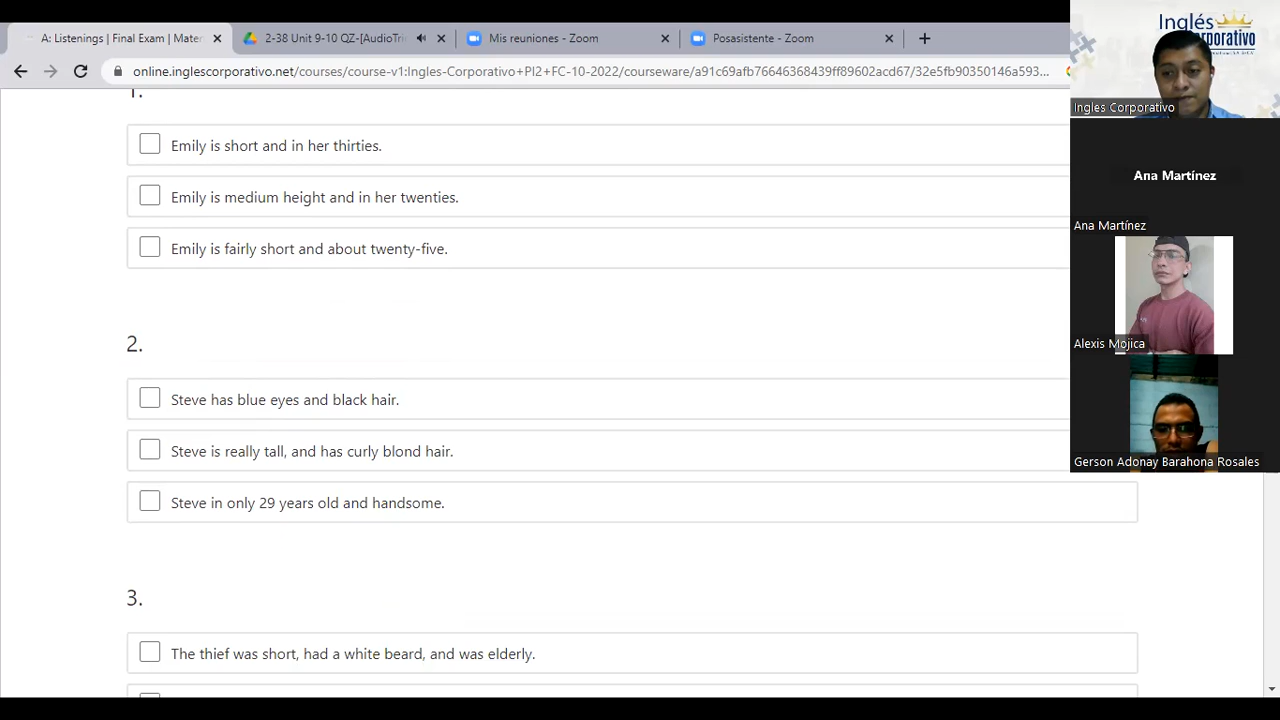 A: Listenings | Final Exam | Mater
2-38 Unit 9-10 QZ-[AudioTri
Mis reuniones - Zoom
Posasistente - Zoom
online.inglescorporativo.net/courses/course-v1:Ingles-Corporativo+PI2+FC-10-2022/courseware/a91c69afb76646368439ff89602acd67/32e5fb90350146a593...
1.
Emily is short and in her thirties.
Emily is medium height and in her twenties.
Emily is fairly short and about twenty-five.
2.
Steve has blue eyes and black hair.
Steve is really tall, and has curly blond hair.
Steve in only 29 years old and handsome.
3.
The thief was short, had a white beard, and was elderly.
Inglés
Ingles Corporativo
Ana Martínez
Ana Martínez
Alexis Mojica
Gerson Adonay Barahona Rosales